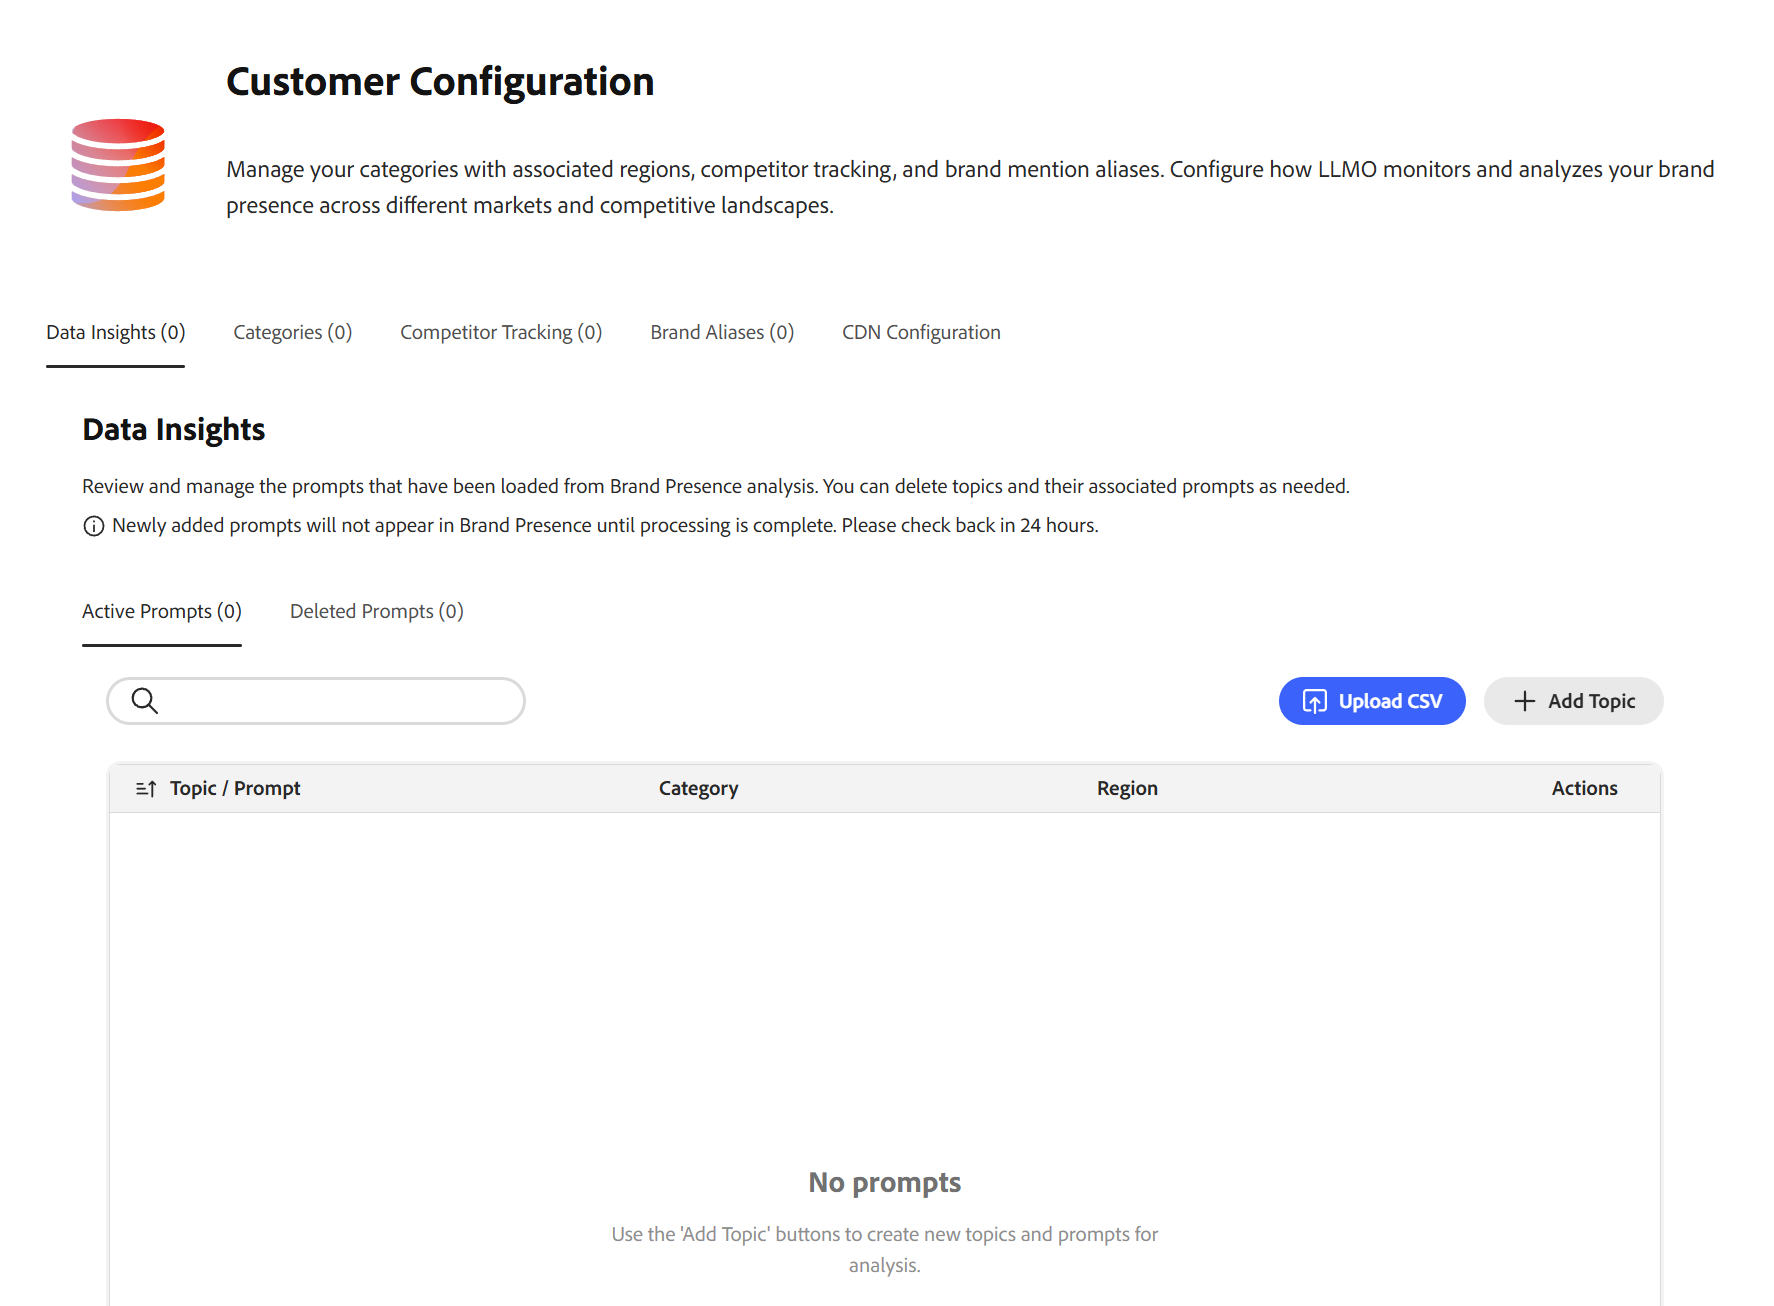 Customer Configuration
Manage your categories with associated regions, competitor tracking, and brand mention aliases. Configure how LLMO monitors and analyzes your brand
presence across different markets and competitive landscapes.
Data Insights (0) Categories (0) Competitor Tracking (0) Brand Aliases (0) CDN Configuration
Data Insights
Review and manage the prompts that have been loaded from Brand Presence analysis. You can delete topics and their associated prompts as needed.
Newly added prompts will not appear in Brand Presence until processing is complete. Please check back in 24 hours.
Active Prompts (0) Deleted Prompts (0)
Upload CSV Add Topic
Topic / Prompt Category Region Actions
No prompts
Use the 'Add Topic' buttons to create new topics and prompts for
analysis.